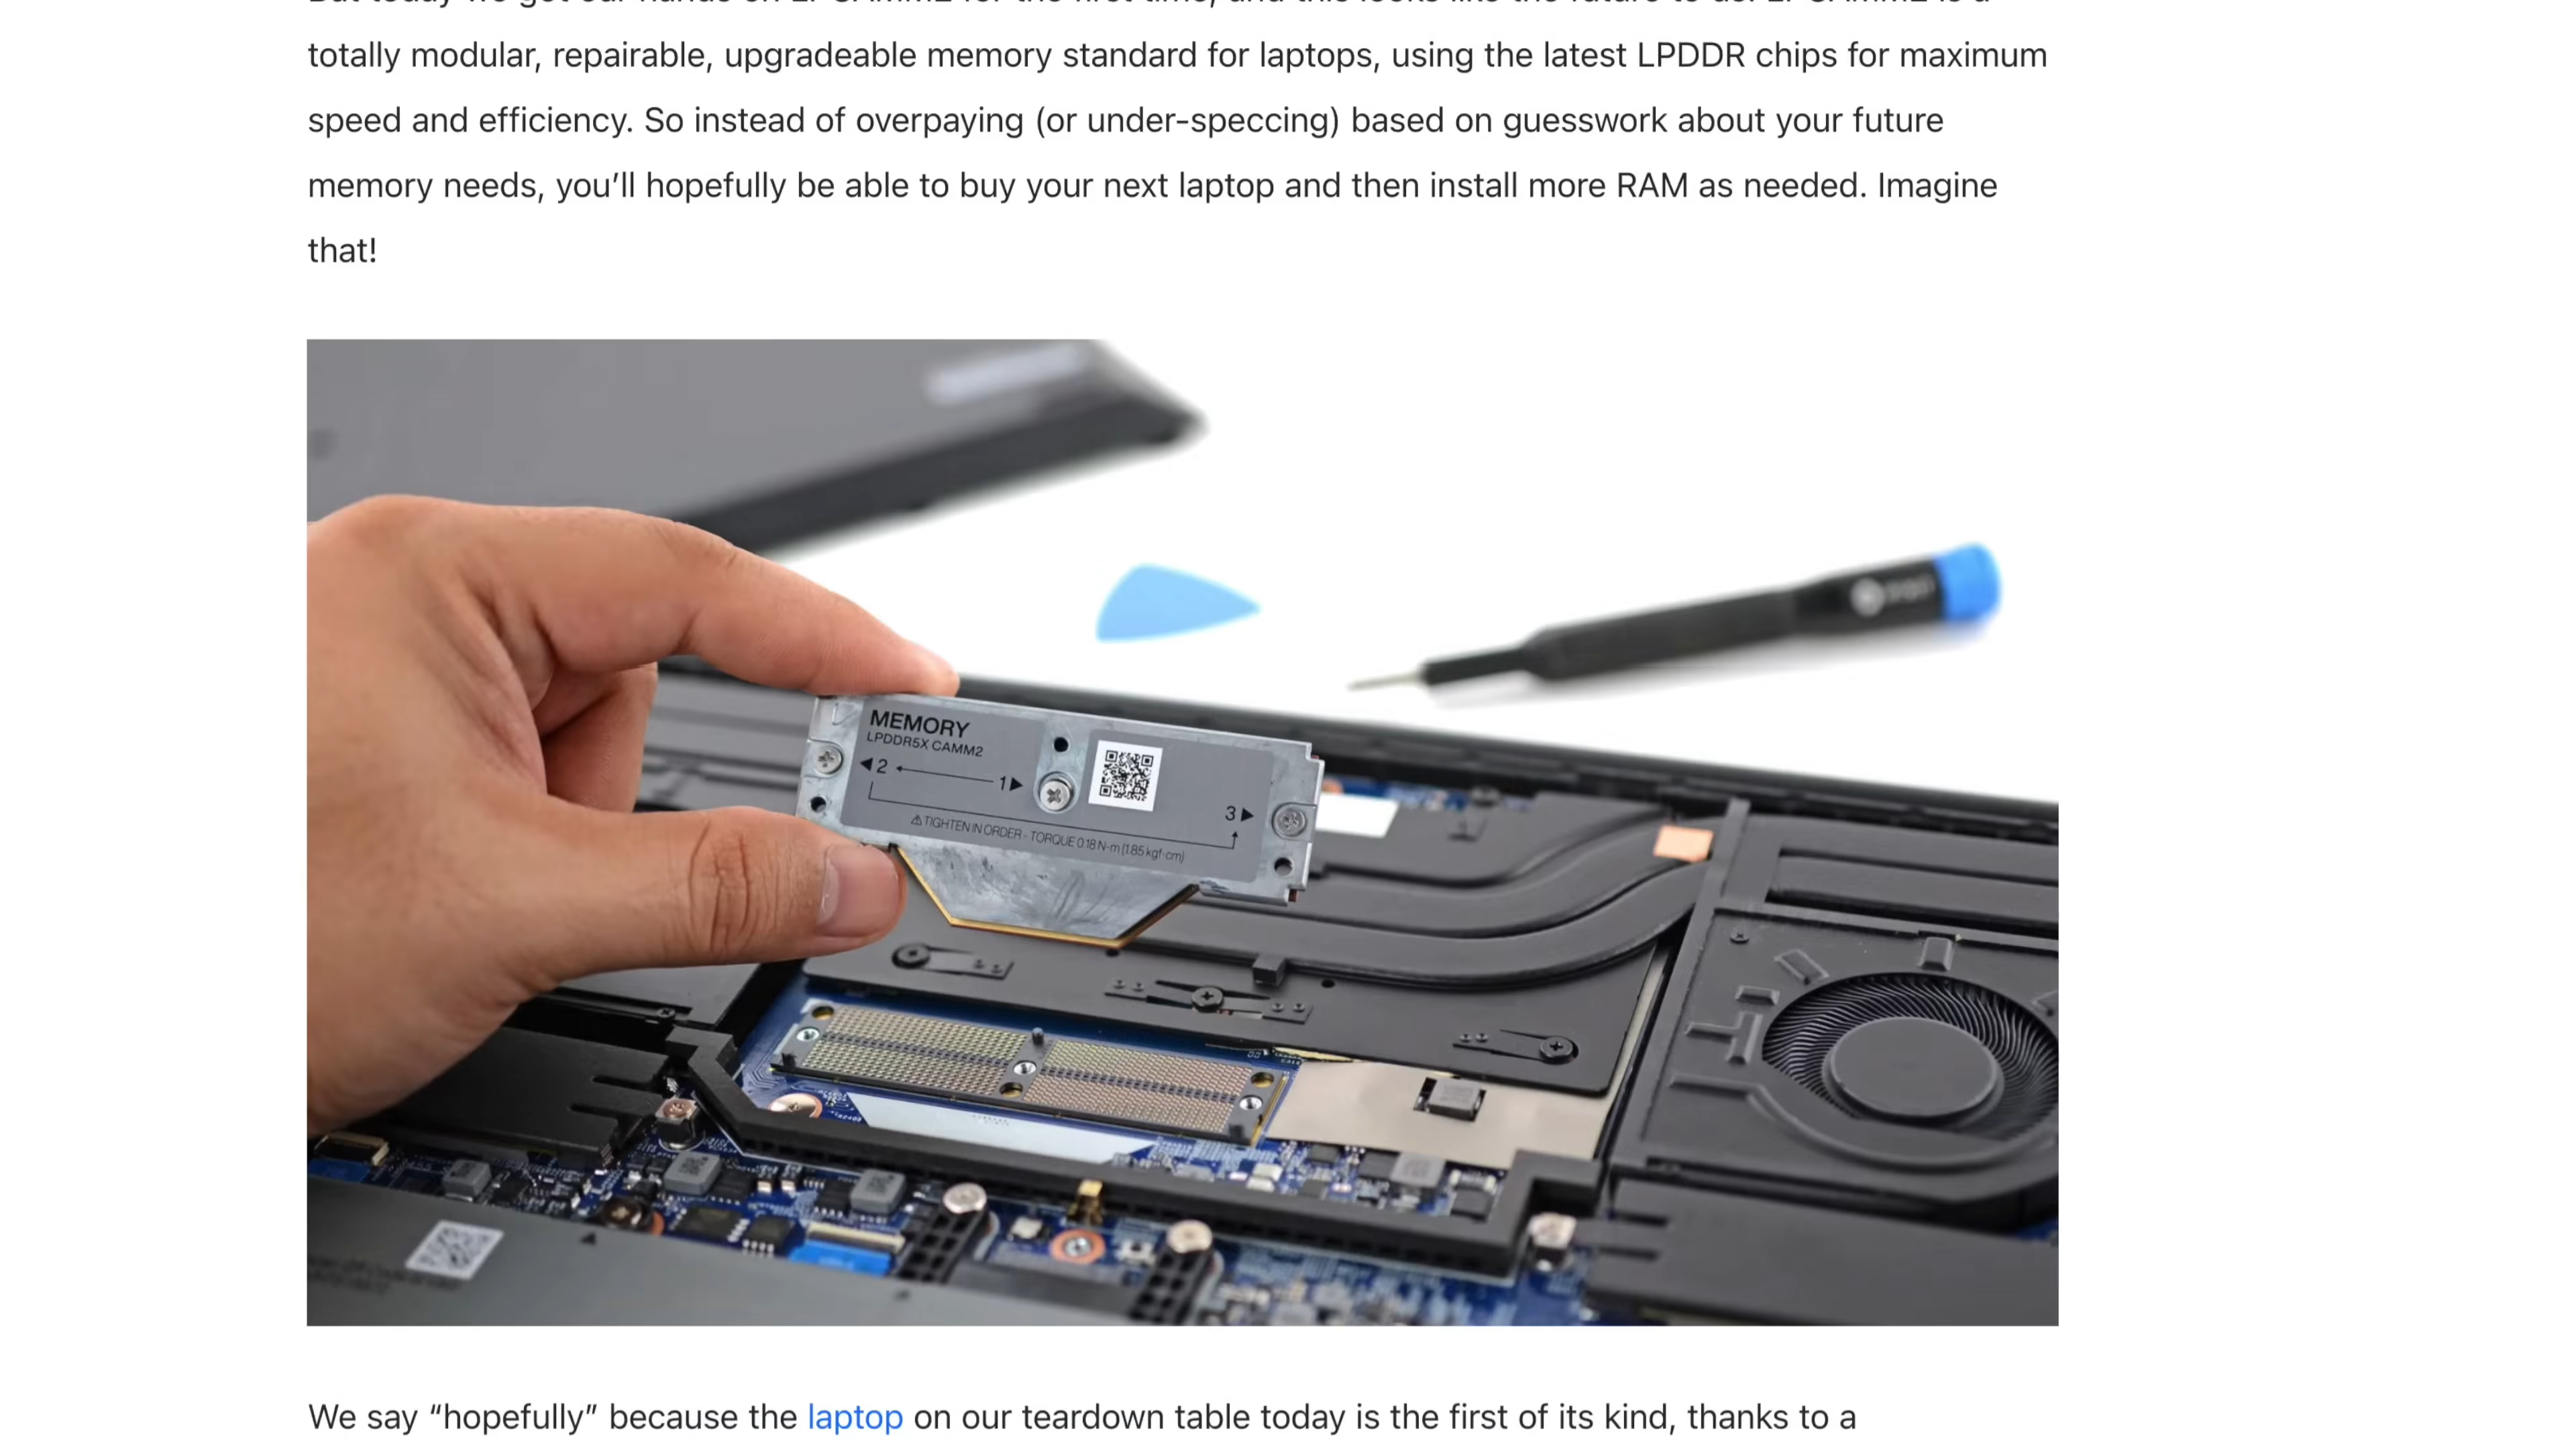 totally modular, repairable, upgradeable memory standard for laptops, using the latest LPDDR chips for maximum
speed and efficiency. So instead of overpaying (or under-speccing) based on guesswork about your future
memory needs, you’ll hopefully be able to buy your next laptop and then install more RAM as needed. Imagine
that!
MEMORY
LPDDR5X CAMM2
◀2 1▶
3▶
⚠ TIGHTEN IN ORDER - TORQUE 0.18 N-m (1.85 kgf-cm)
We say “hopefully” because the laptop on our teardown table today is the first of its kind, thanks to a